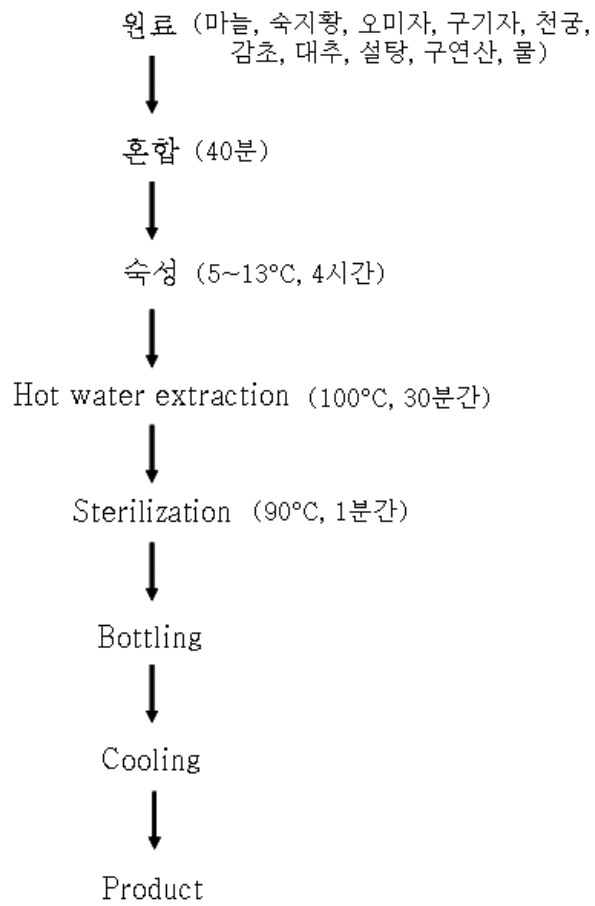 원료 (마늘, 숙지황, 오미자, 구기자, 천궁,
감초, 대추, 설탕, 구연산, 물)
혼합 (40분)
숙성 (5~13°C, 4시간)
Hot water extraction (100°C, 30분간)
Sterilization (90°C, 1분간)
Bottling
Cooling
Product